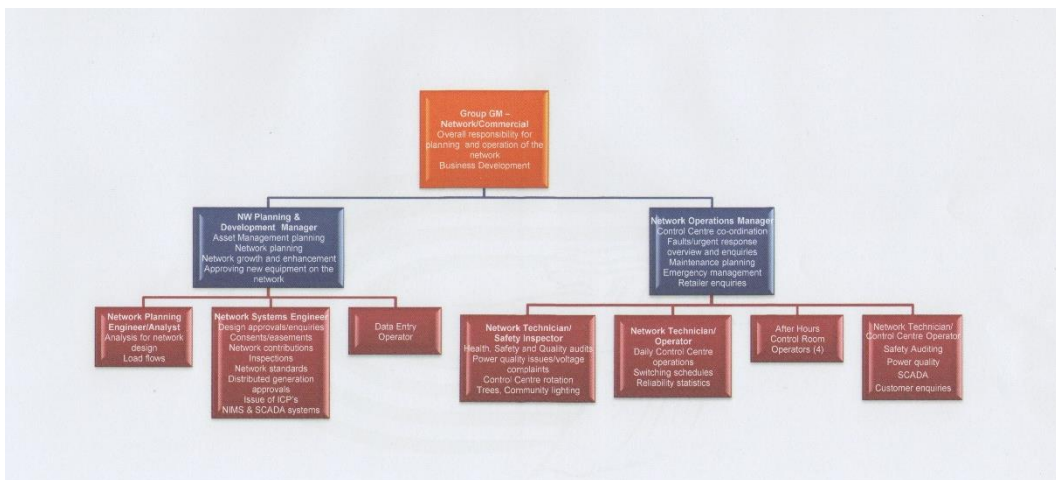 Group GM –
Network/Commercial
Overall responsibility for
planning and operation of the
network
Business Development
NW Planning &
Development Manager
Asset Management planning
Network planning
Network growth and enhancement
Approving new equipment on the
network
Network Operations Manager
Control Centre co-ordination
Faults/urgent response
overview and enquiries
Maintenance planning
Emergency management
Retailer enquiries
Network Planning
Engineer/Analyst
Analysis for network
design
Load flows
Network Systems Engineer
Design approvals/enquiries
Consents/easements
Network contributions
Inspections
Network standards
Distributed generation
approvals
Issue of ICP's
NIMS & SCADA systems
Data Entry
Operator
Network Technician/
Safety Inspector
Health, Safety and Quality audits
Power quality issues/voltage
complaints
Control Centre rotation
Trees, Community lighting
Network Technician/
Operator
Daily Control Centre
operations
Switching schedules
Reliability statistics
After Hours
Control Room
Operators (4)
Network Technician/
Control Centre Operator
Safety Auditing
Power quality
SCADA
Customer enquiries